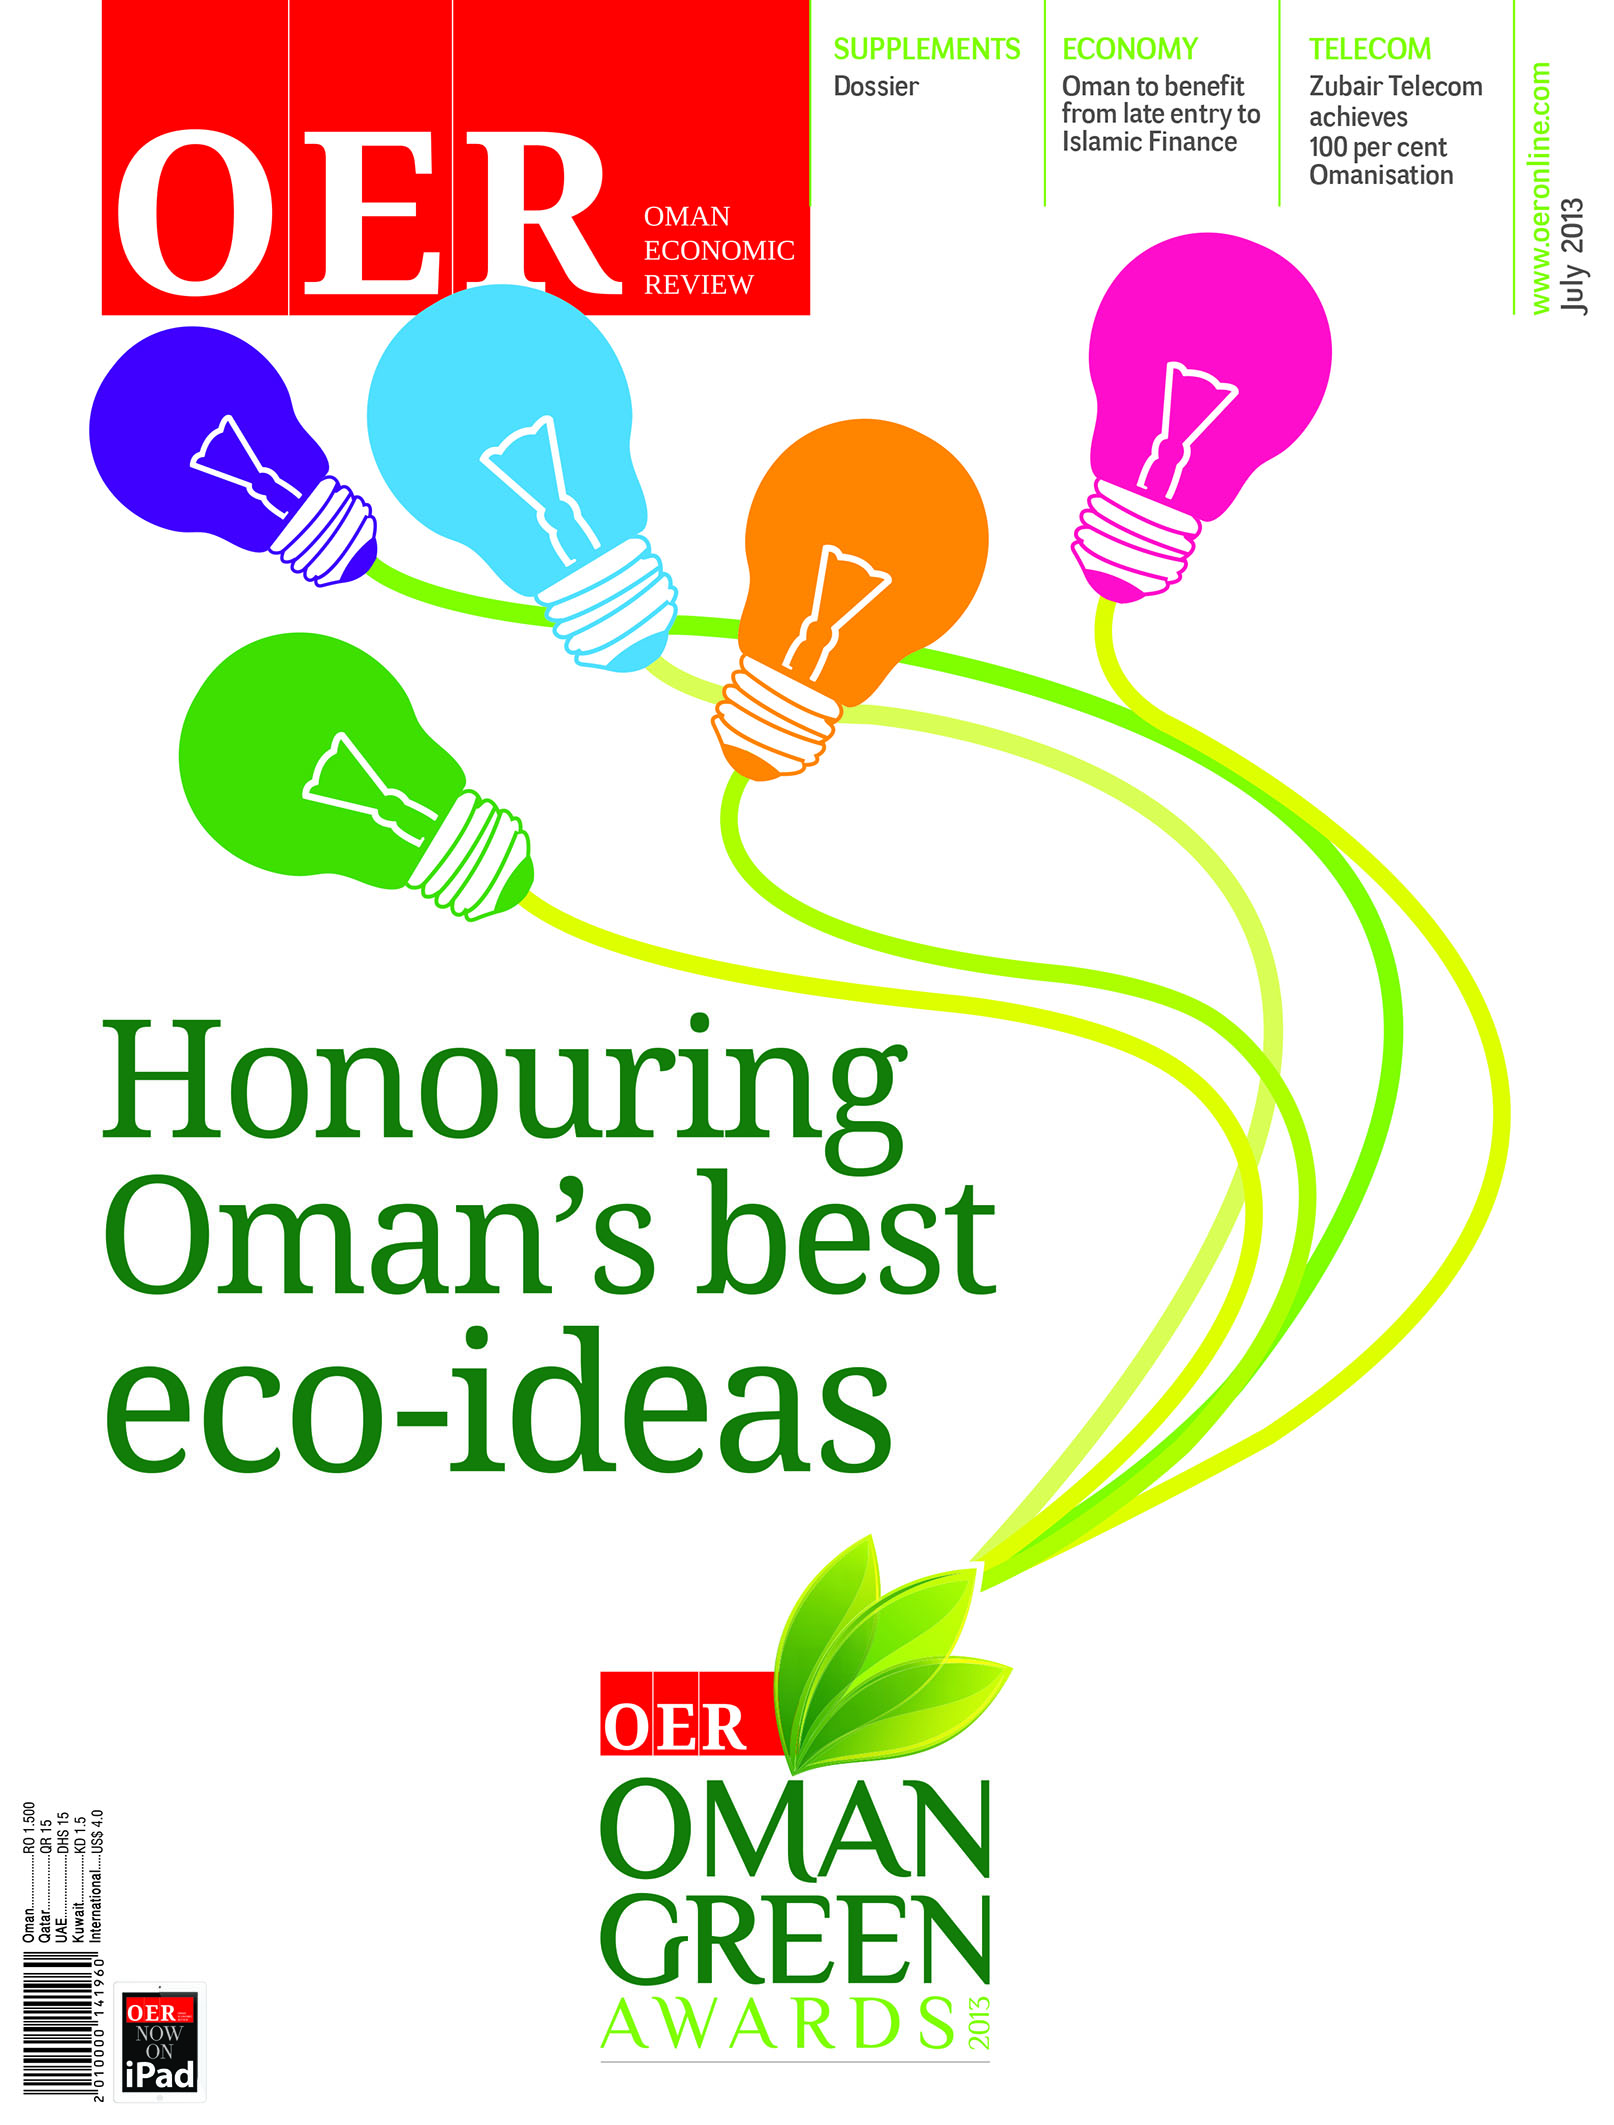 OER
OMAN
ECONOMIC
REVIEW
SUPPLEMENTS
Dossier
ECONOMY
Oman to benefit
from late entry to
Islamic Finance
TELECOM
Zubair Telecom
achieves
100 per cent
Omanisation
www.oeronline.com
July 2013
Honouring
Oman’s best
eco-ideas
OER
OMAN
GREEN
AWARDS 2013
Oman............RO 1.500
Qatar............QR 15
UAE............DHS 15
Kuwait............KD 1.5
International....US$ 4.0
2 010000 141960
OER
NOW
ON
iPad